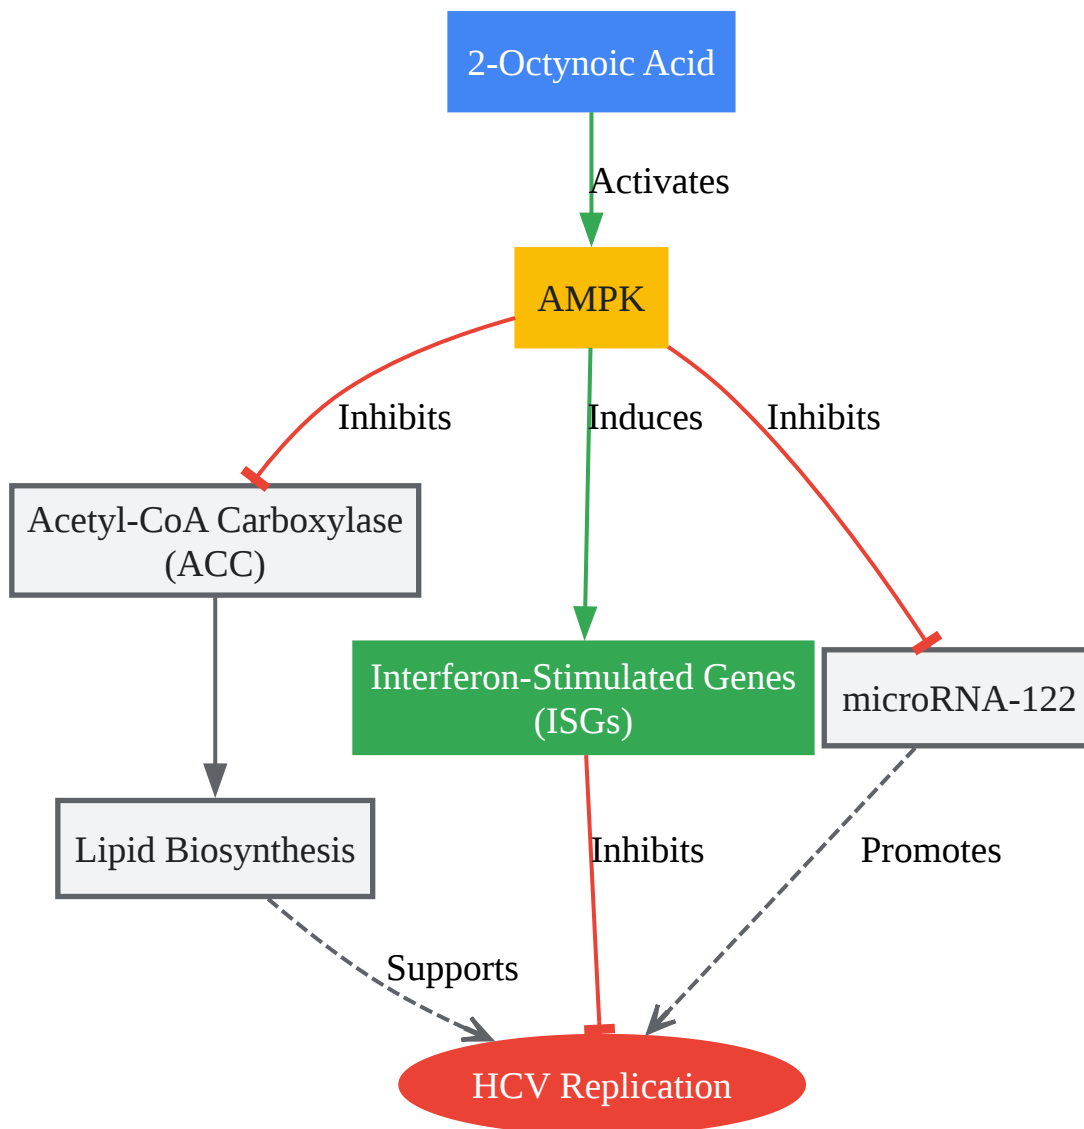 2-Octynoic Acid
Activates
AMPK
Inhibits
Induces
Inhibits
Acetyl-CoA Carboxylase
(ACC)
Interferon-Stimulated Genes
(ISGs)
microRNA-122
Lipid Biosynthesis
Inhibits
Promotes
Supports
HCV Replication